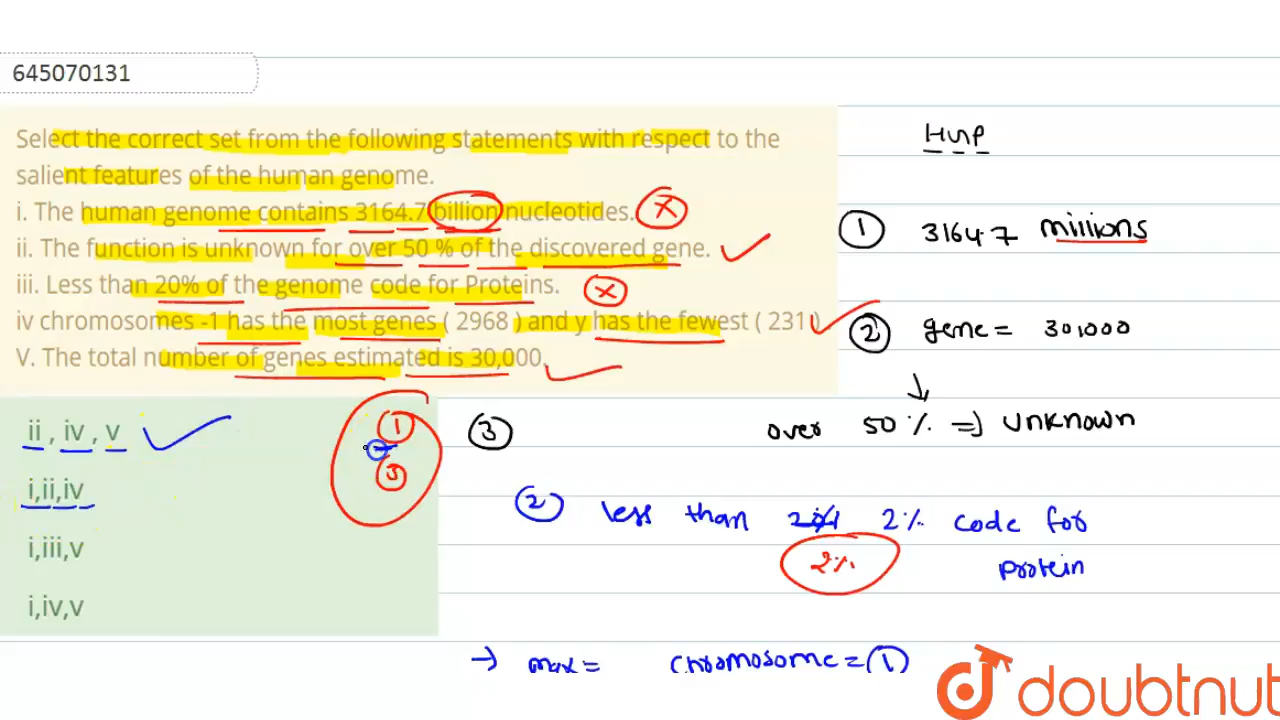 645070131
Select the correct set from the following statements with respect to the
salient features of the human genome.
i. The human genome contains 3164.7 billion nucleotides.
ii. The function is unknown for over 50 % of the discovered gene.
iii. Less than 20% of the genome code for Proteins.
iv chromosomes -1 has the most genes ( 2968 ) and y has the fewest ( 231 )
V. The total number of genes estimated is 30,000.
ii , iv , v
i,ii,iv
i,iii,v
i,iv,v
1
3
HGP
1 3164.7 millions
2 gene = 30,000
3 over 50 % => unknown
2 less than 2% code for
2% protein
→ max = chromosome = 1
doubtnut